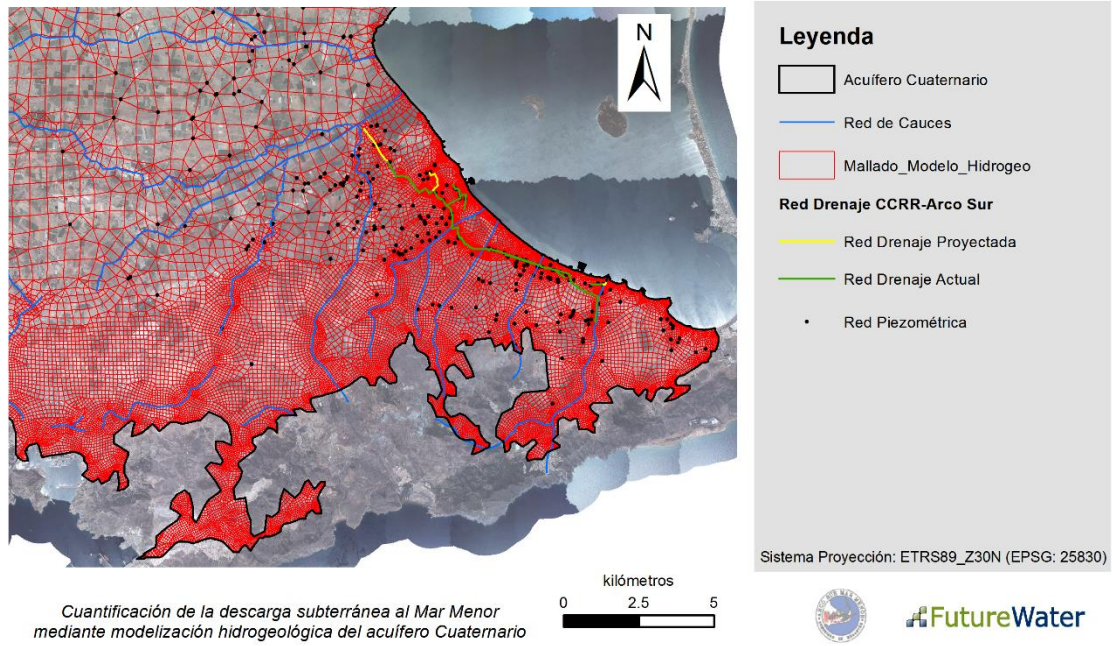 N
Leyenda
Acuífero Cuaternario
Red de Cauces
Mallado_Modelo_Hidrogeo
Red Drenaje CCRR-Arco Sur
Red Drenaje Proyectada
Red Drenaje Actual
Red Piezométrica
Sistema Proyección: ETRS89_Z30N (EPSG: 25830)
Cuantificación de la descarga subterránea al Mar Menor
mediante modelización hidrogeológica del acuífero Cuaternario
kilómetros
0 2.5 5
FutureWater